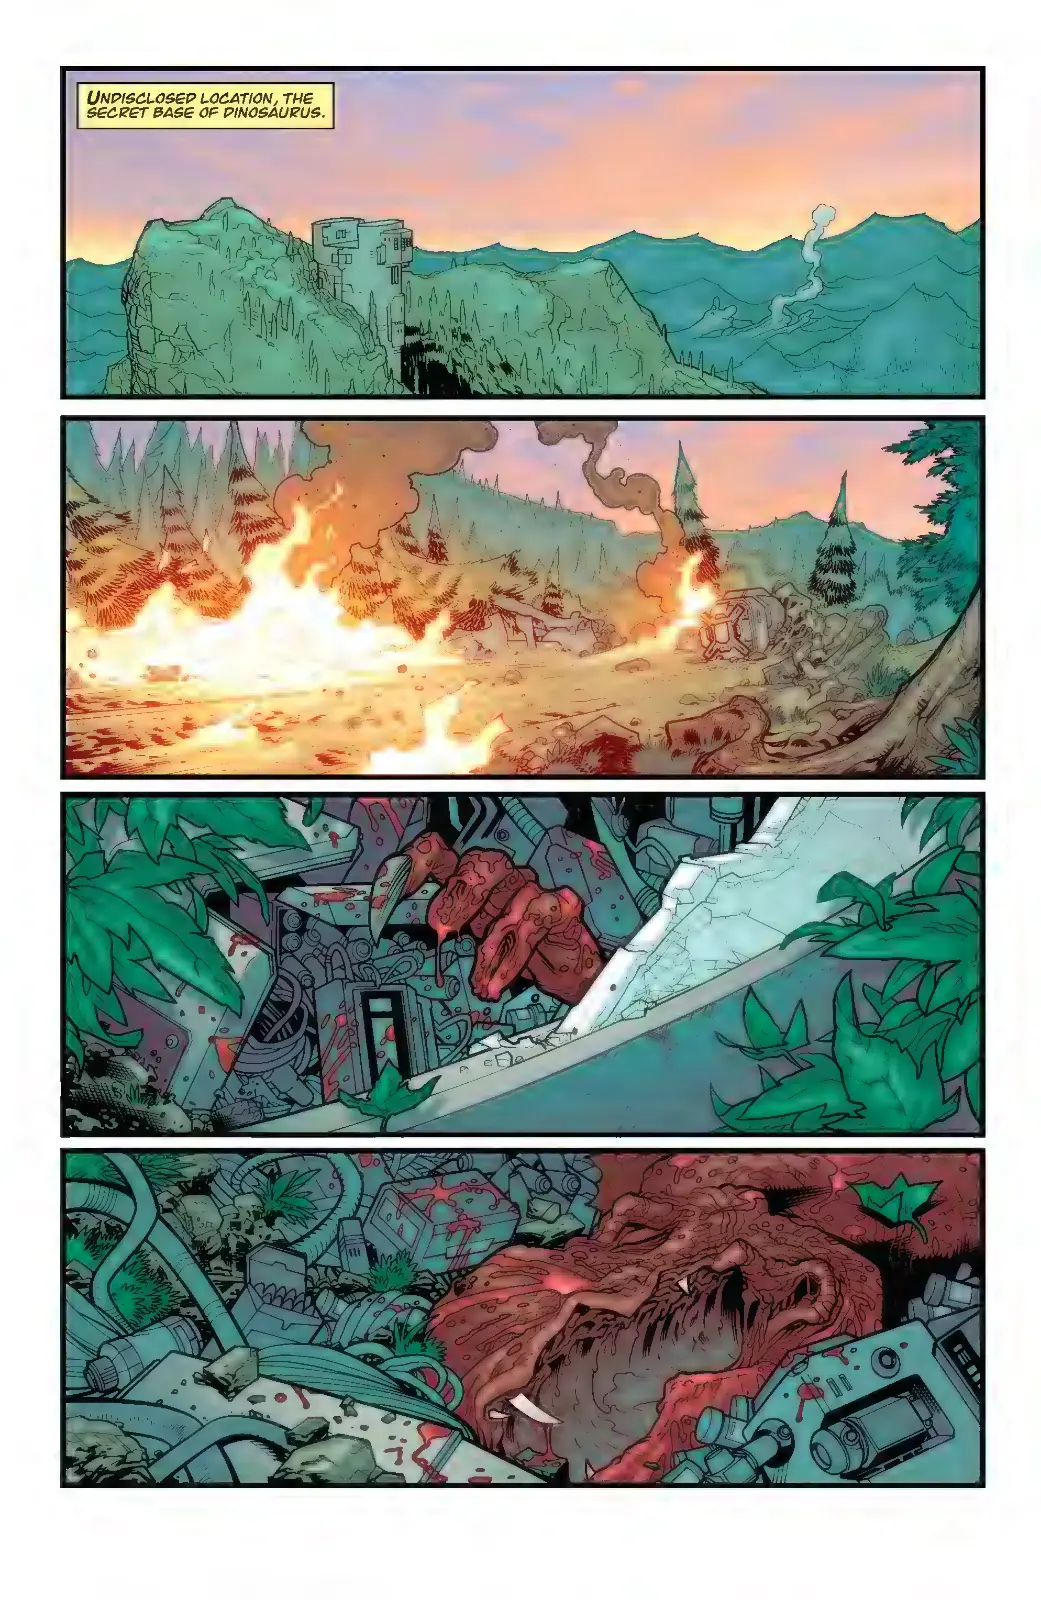 UNDISCLOSED LOCATION, THE
SECRET BASE OF DINOSAURUS.